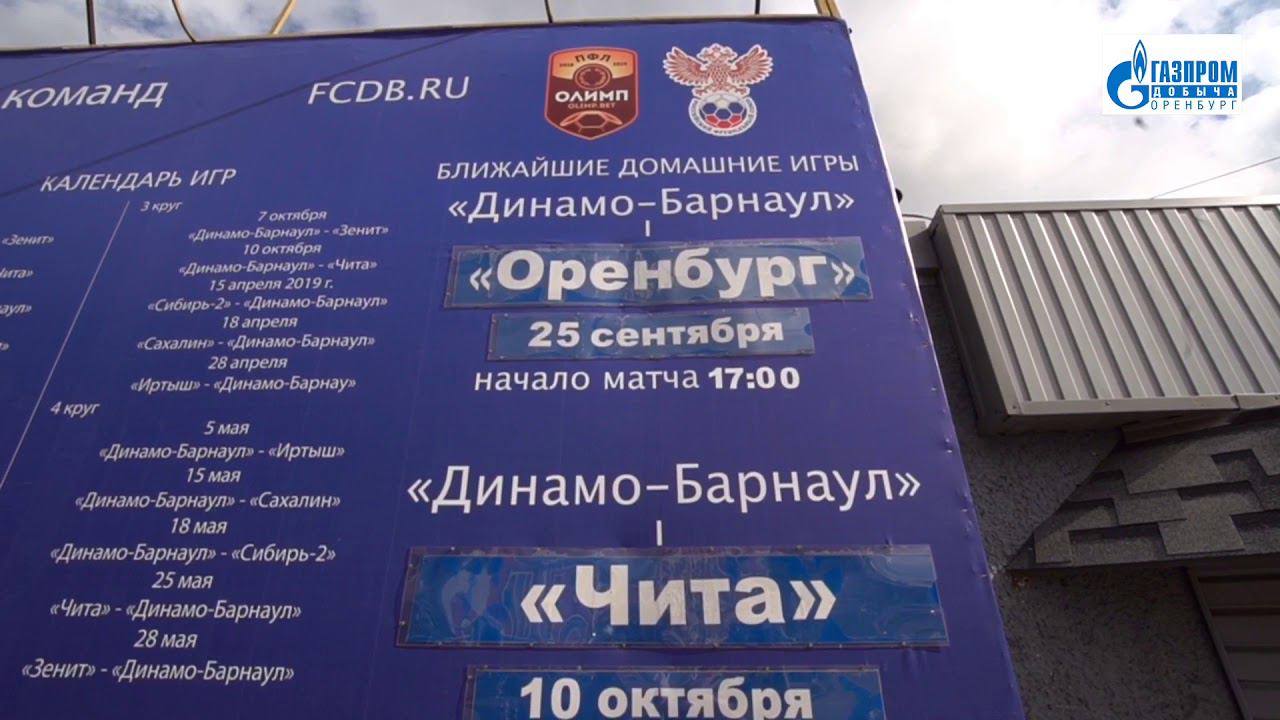 команд
FCDB.RU
ПФЛ
2018 2019
ОЛИМП
OLIMP.BET
ГАЗПРОМ
ДОБЫЧА
ОРЕНБУРГ
КАЛЕНДАРЬ ИГР
«Зенит»
3 круг
7 октября
«Динамо-Барнаул» - «Зенит»
10 октября
«Динамо-Барнаул» - «Чита»
15 апреля 2019 г.
«Сибирь-2» - «Динамо-Барнаул»
18 апреля
«Сахалин» - «Динамо-Барнаул»
28 апреля
«Иртыш» - «Динамо-Барнау»
4 круг
5 мая
«Динамо-Барнаул» - «Иртыш»
15 мая
«Динамо-Барнаул» - «Сахалин»
18 мая
«Динамо-Барнаул» - «Сибирь-2»
25 мая
«Чита» - «Динамо-Барнаул»
28 мая
«Зенит» - «Динамо-Барнаул»
БЛИЖАЙШИЕ ДОМАШНИЕ ИГРЫ
«Динамо-Барнаул»
–
«Оренбург»
25 сентября
начало матча 17:00
«Динамо-Барнаул»
–
«Чита»
10 октября